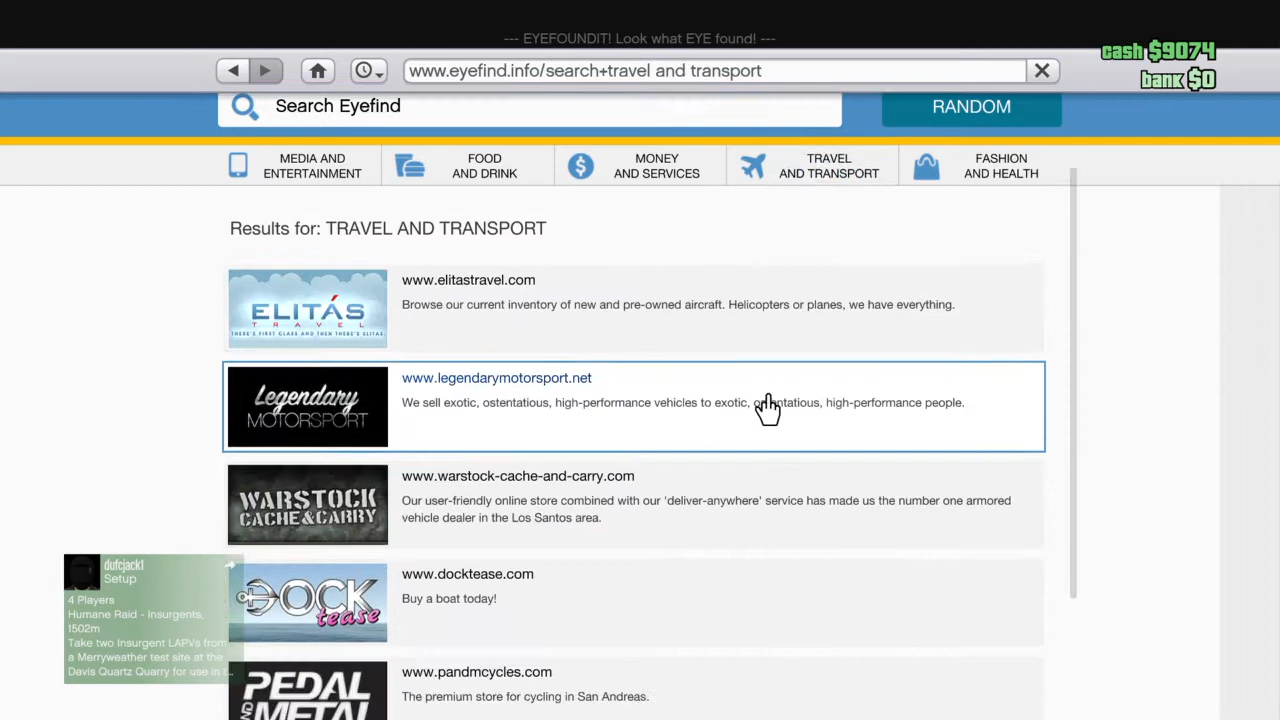 --- EYEFOUNDIT! Look what EYE found! ---
cash $9074
bank $0
www.eyefind.info/search+travel and transport
Search Eyefind
RANDOM
MEDIA AND
ENTERTAINMENT
FOOD
AND DRINK
MONEY
AND SERVICES
TRAVEL
AND TRANSPORT
FASHION
AND HEALTH
Results for: TRAVEL AND TRANSPORT
ELITÁS
TRAVEL
THERE'S FIRST CLASS AND THEN THERE'S ELITAS.
www.elitastravel.com
Browse our current inventory of new and pre-owned aircraft. Helicopters or planes, we have everything.
Legendary
MOTORSPORT
www.legendarymotorsport.net
We sell exotic, ostentatious, high-performance vehicles to exotic, ostentatious, high-performance people.
WARSTOCK
CACHE&CARRY
www.warstock-cache-and-carry.com
Our user-friendly online store combined with our 'deliver-anywhere' service has made us the number one armored
vehicle dealer in the Los Santos area.
DOCK
tease
www.docktease.com
Buy a boat today!
PEDAL
AND
METAL
www.pandmcycles.com
The premium store for cycling in San Andreas.
dufcjack1
Setup
4 Players
Humane Raid - Insurgents,
1502m
Take two Insurgent LAPVs from
a Merryweather test site at the
Davis Quartz Quarry for use in t...